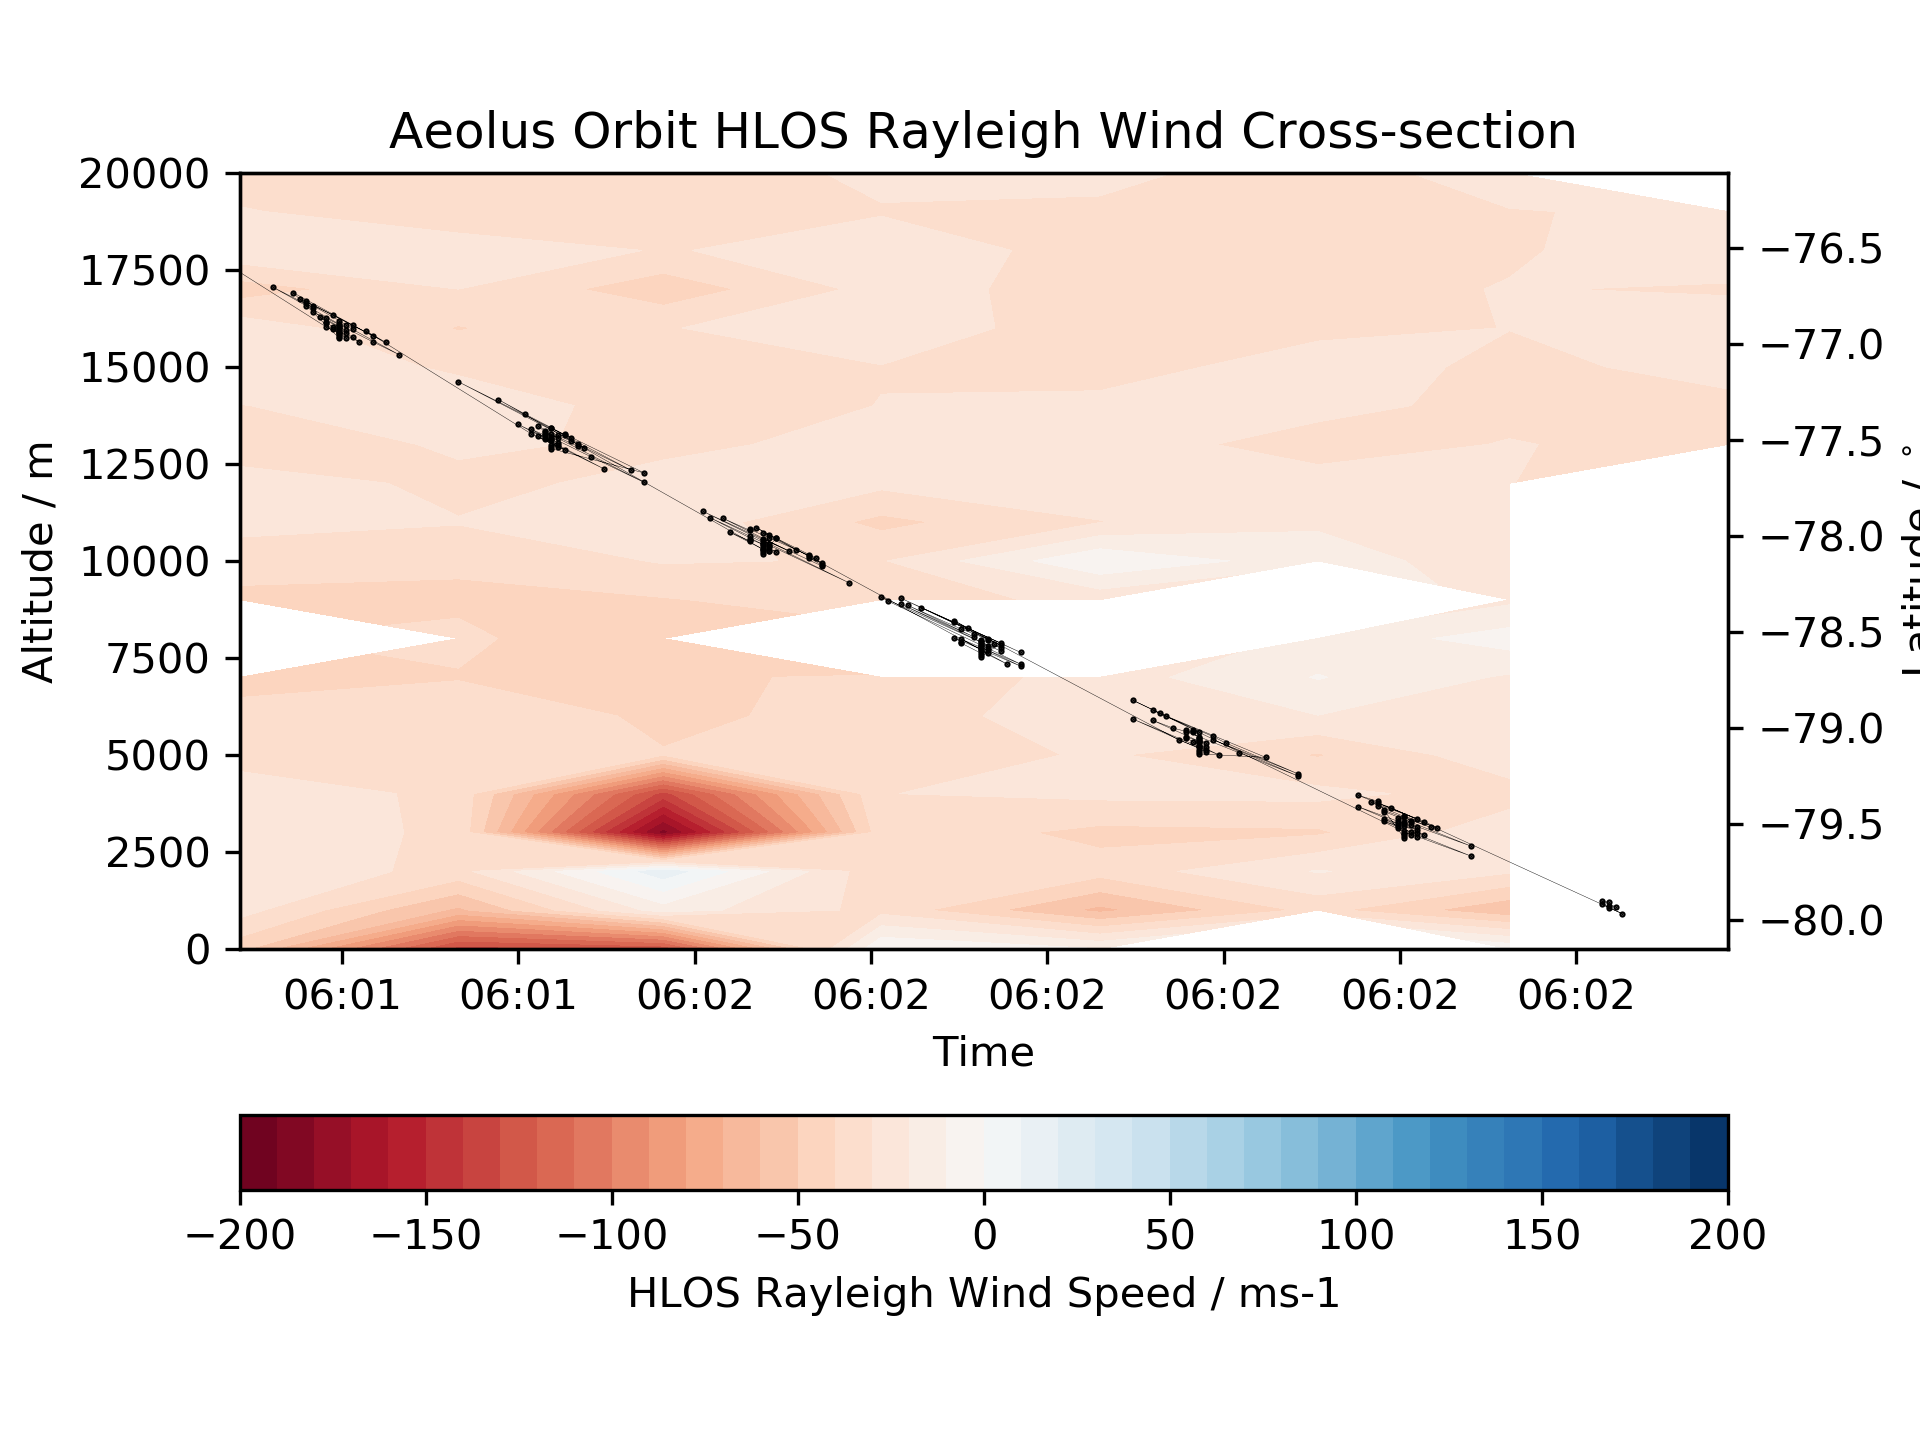 Aeolus Orbit HLOS Rayleigh Wind Cross-section
20000
17500
15000
12500
10000
7500
5000
2500
0
Altitude / m
−76.5
−77.0
−77.5
−78.0
−78.5
−79.0
−79.5
−80.0
Latitude / °
06:01 06:01 06:02 06:02 06:02 06:02 06:02 06:02
Time
−200 −150 −100 −50 0 50 100 150 200
HLOS Rayleigh Wind Speed / ms-1